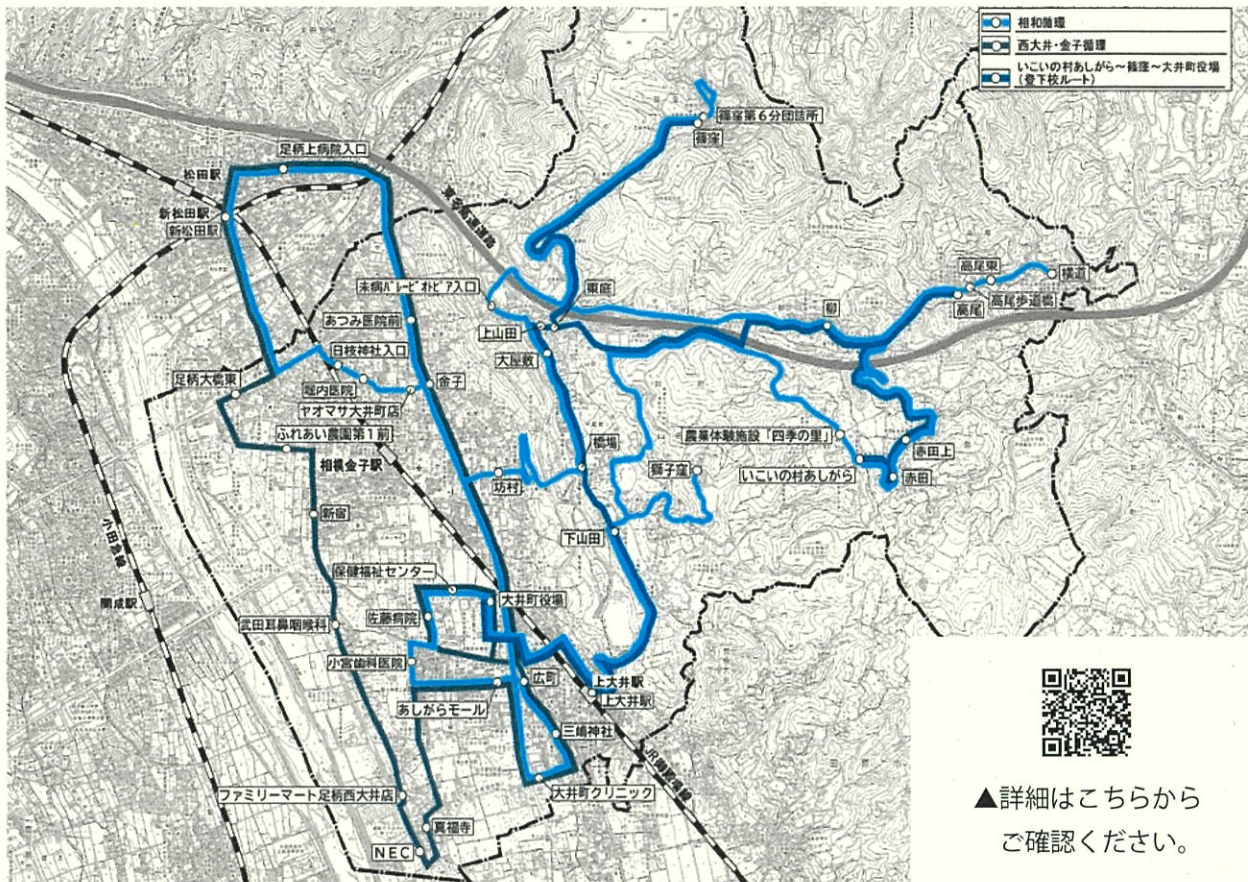 相和循環
西大井・金子循環
いこいの村あしがら～篠窪～大井町役場
（登下校ルート）
篠窪第6分団詰所
篠窪
足柄上病院入口
松田駅
新松田駅
新松田駅
東名高速道路
高尾東
横道
未病バレービオトピア入口
東庭
高尾歩道橋
高尾
柳
あつみ医院前
上山田
日枝神社入口
大屋敷
足柄大橋東
堀内医院
金子
ヤオマサ大井町店
ふれあい農園第1前
相模金子駅
農業体験施設「四季の里」
赤田上
橋場
獅子窪
いこいの村あしがら
赤田
坊村
新宿
小田急線
下山田
保健福祉センター
開成駅
大井町役場
佐藤病院
武田耳鼻咽喉科
小宮歯科医院
広町
上大井駅
上大井駅
あしがらモール
三嶋神社
JR御殿場線
大井町クリニック
ファミリーマート足柄西大井店
真福寺
NEC
▲詳細はこちらから
ご確認ください。